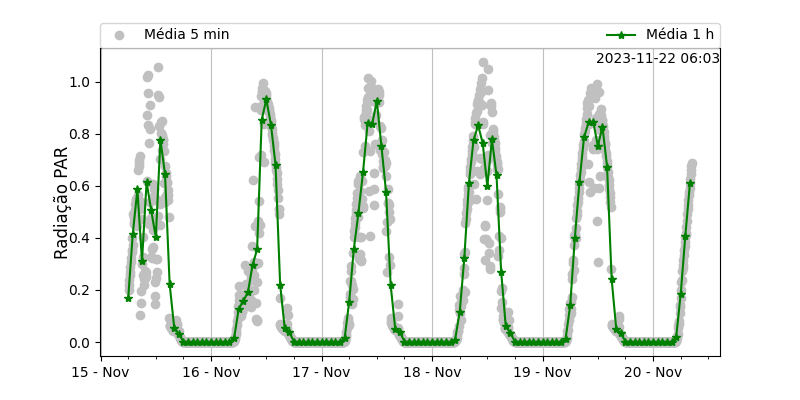 Média 5 min
Média 1 h
2023-11-22 06:03
Radiação PAR
1.0
0.8
0.6
0.4
0.2
0.0
15 - Nov
16 - Nov
17 - Nov
18 - Nov
19 - Nov
20 - Nov